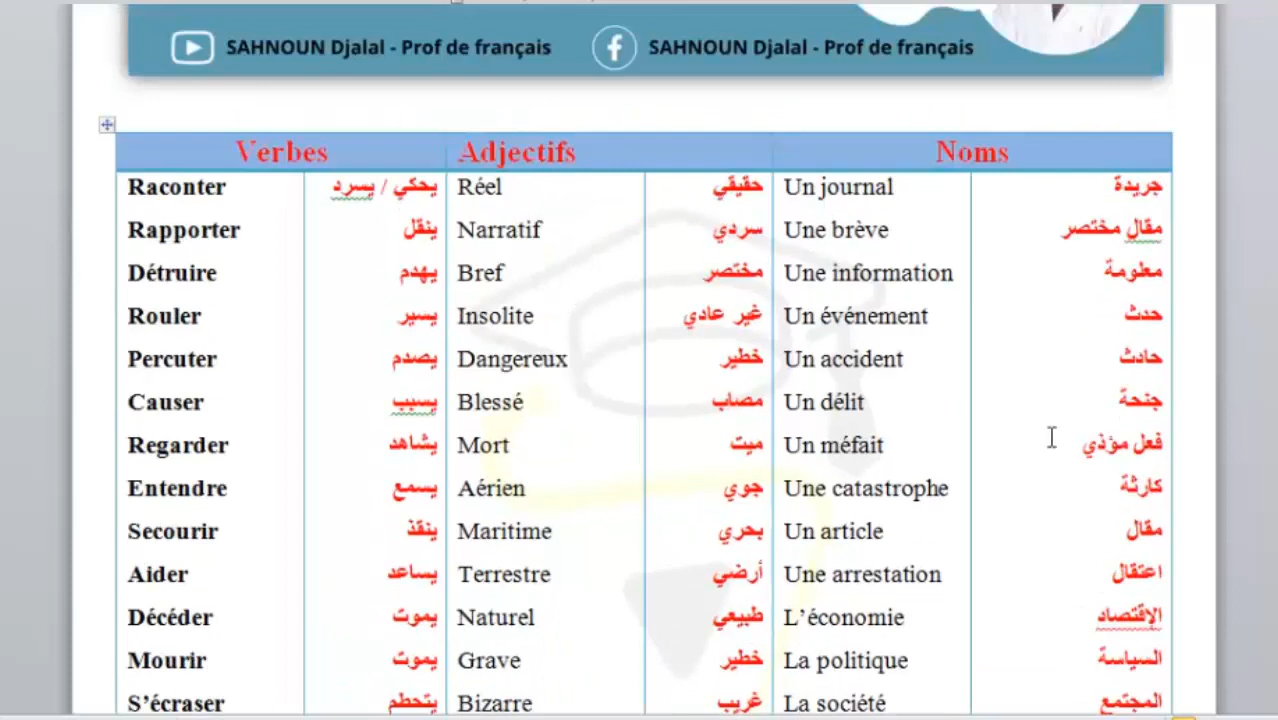 SAHNOUN Djalal - Prof de français SAHNOUN Djalal - Prof de français
Verbes Adjectifs Noms
Raconter يحكي / يسرد Réel حقيقي Un journal جريدة
Rapporter ينقل Narratif سردي Une brève مقال مختصر
Détruire يهدم Bref مختصر Une information معلومة
Rouler يسير Insolite غير عادي Un événement حدث
Percuter يصدم Dangereux خطير Un accident حادث
Causer يسبب Blessé مصاب Un délit جنحة
Regarder يشاهد Mort ميت Un méfait فعل مؤذي
Entendre يسمع Aérien جوي Une catastrophe كارثة
Secourir ينقذ Maritime بحري Un article مقال
Aider يساعد Terrestre أرضي Une arrestation اعتقال
Décéder يموت Naturel طبيعي L’économie الإقتصاد
Mourir يموت Grave خطير La politique السياسة
S’écraser يتحطم Bizarre غريب La société المجتمع